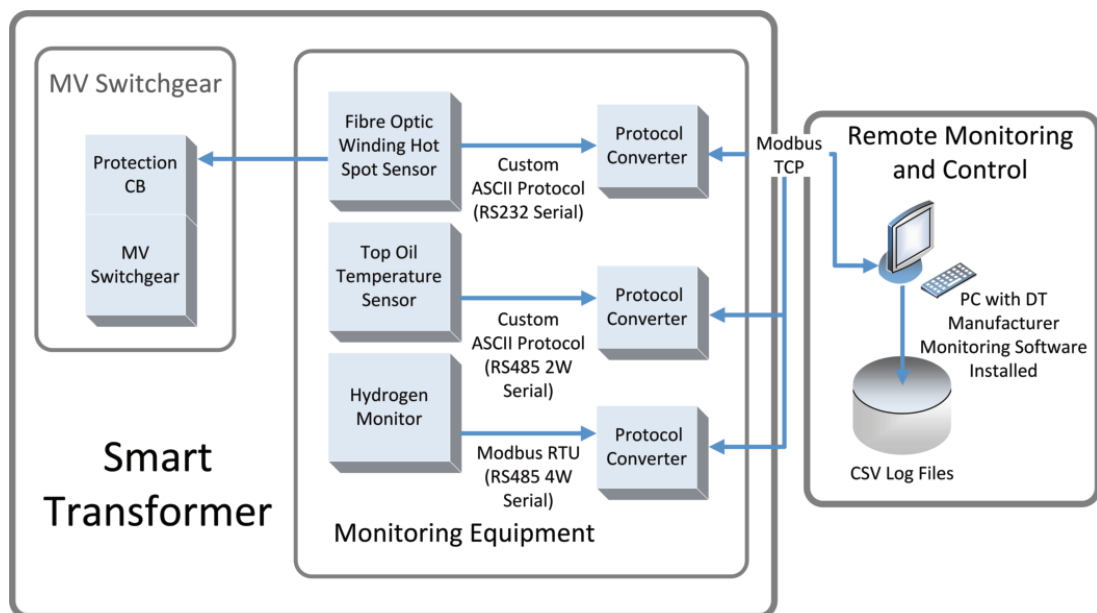 MV Switchgear
Protection
CB
MV
Switchgear
Smart
Transformer
Fibre Optic
Winding Hot
Spot Sensor
Custom
ASCII Protocol
(RS232 Serial)
Protocol
Converter
Top Oil
Temperature
Sensor
Custom
ASCII Protocol
(RS485 2W
Serial)
Protocol
Converter
Hydrogen
Monitor
Modbus RTU
(RS485 4W
Serial)
Protocol
Converter
Monitoring Equipment
Modbus
TCP
Remote Monitoring
and Control
PC with DT
Manufacturer
Monitoring Software
Installed
CSV Log Files